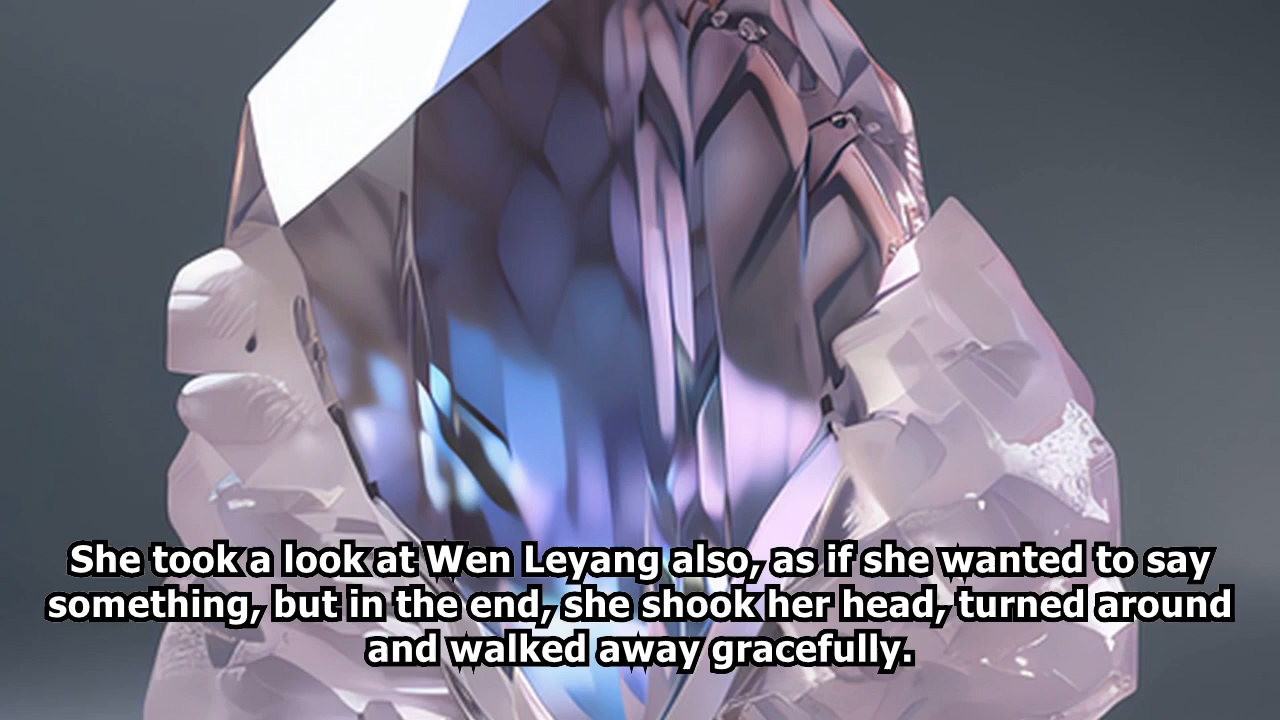 She took a look at Wen Leyang also, as if she wanted to say
something, but in the end, she shook her head, turned around
and walked away gracefully.